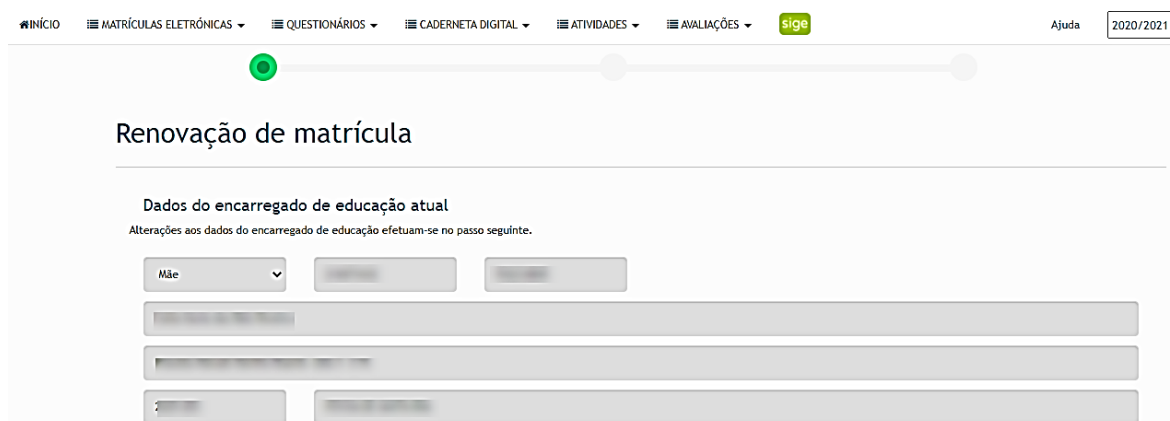 INÍCIO MATRÍCULAS ELETRÓNICAS QUESTIONÁRIOS CADERNETA DIGITAL ATIVIDADES AVALIAÇÕES sige Ajuda 2020/2021
Renovação de matrícula
Dados do encarregado de educação atual
Alterações aos dados do encarregado de educação efetuam-se no passo seguinte.
Mãe